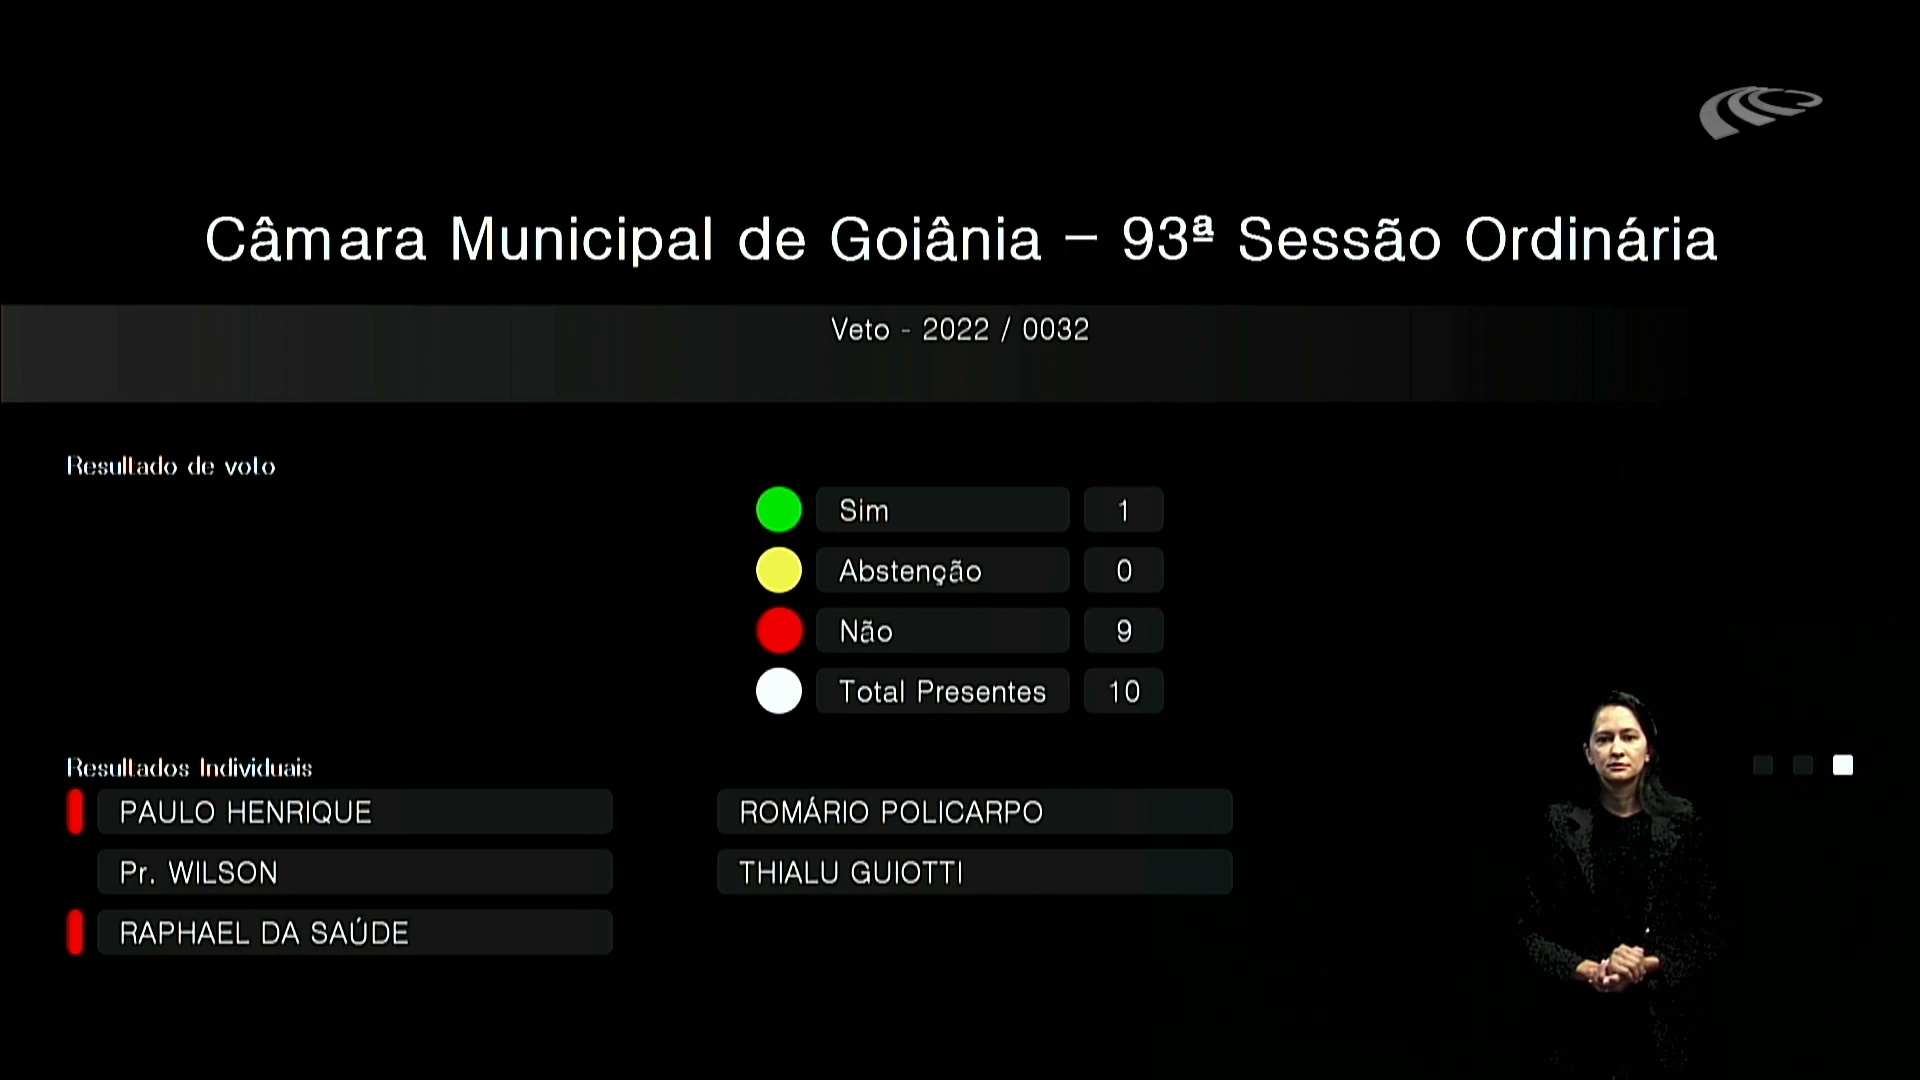 Câmara Municipal de Goiânia – 93ª Sessão Ordinária
Veto - 2022 / 0032
Resultado de voto
Sim 1
Abstenção 0
Não 9
Total Presentes 10
Resultados Individuais
PAULO HENRIQUE
Pr. WILSON
RAPHAEL DA SAÚDE
ROMÁRIO POLICARPO
THIALU GUIOTTI